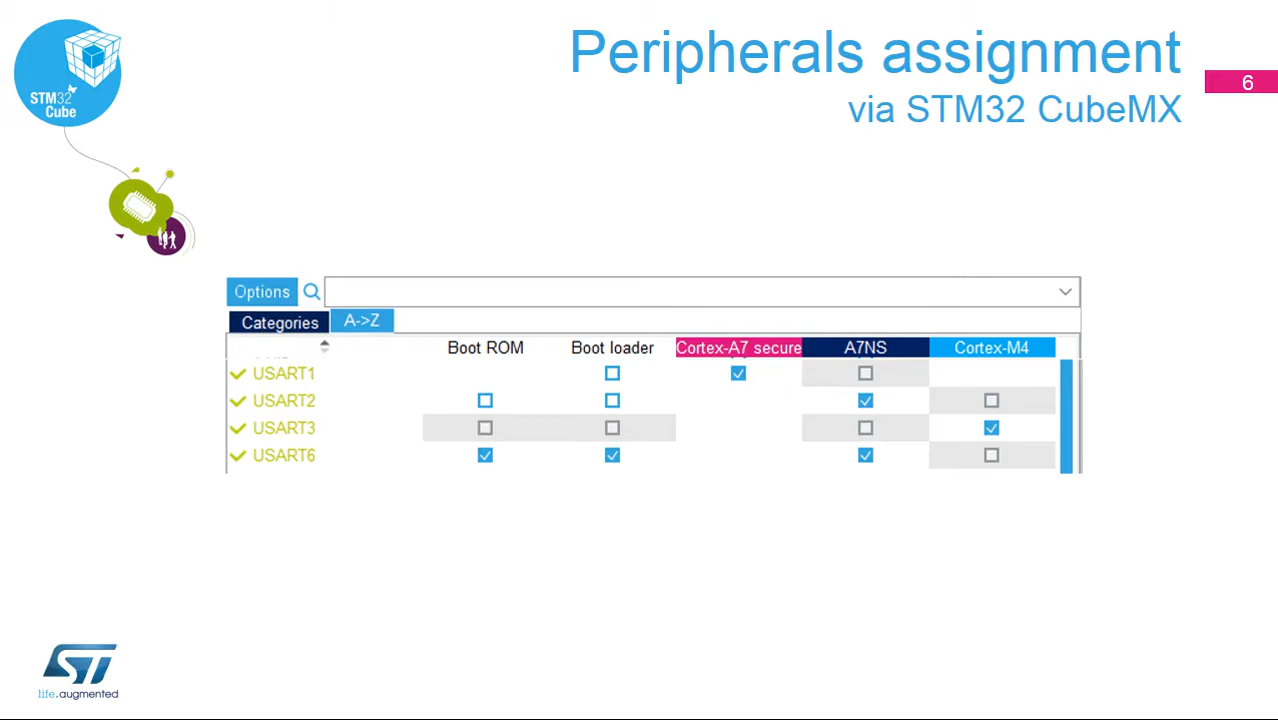 Peripherals assignment
6
via STM32 CubeMX
STM32
Cube
Options
Categories
A->Z
Boot ROM
Boot loader
Cortex-A7 secure
A7NS
Cortex-M4
USART1
USART2
USART3
USART6
ST
life.augmented